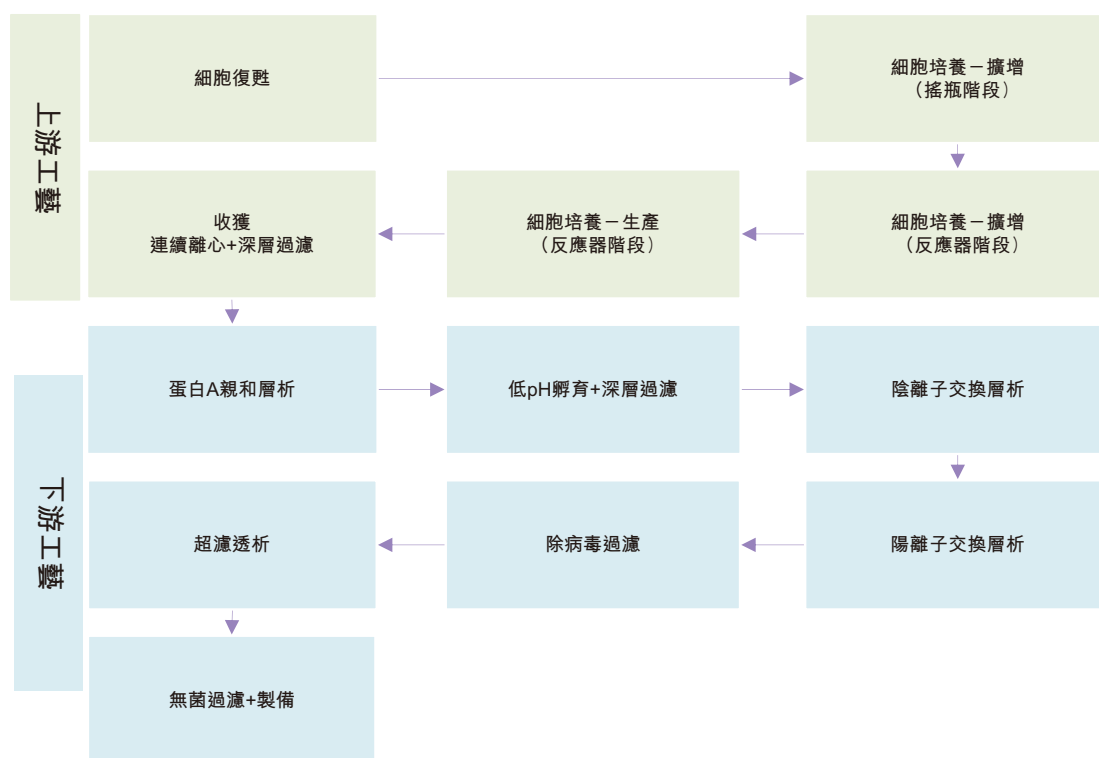 上游工藝
細胞復甦
細胞培養－擴增
（搖瓶階段）
收獲
連續離心+深層過濾
細胞培養－生產
（反應器階段）
細胞培養－擴增
（反應器階段）
下游工藝
蛋白A親和層析
低pH孵育+深層過濾
陰離子交換層析
超濾透析
除病毒過濾
陽離子交換層析
無菌過濾+製備